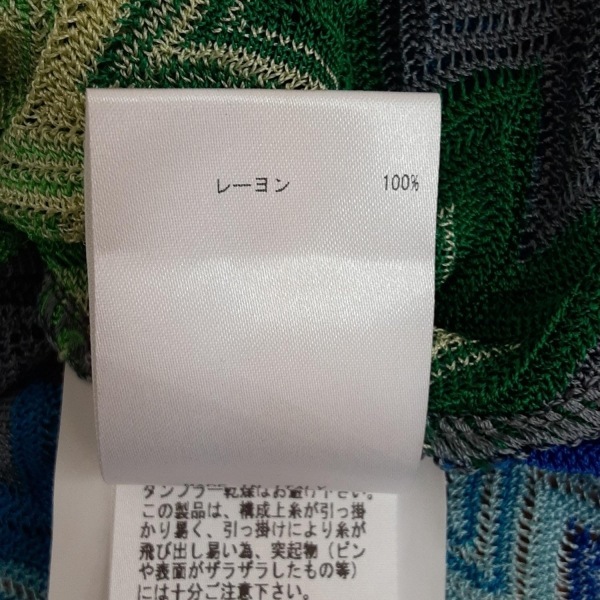 レーヨン 100%
タンブラー乾燥はお避け下さい。
この製品は、構成上糸が引っ掛
かり易く、引っ掛けにより糸が
飛び出し易い為、突起物（ピン
や表面がザラザラしたもの等）
には十分ご注意下さい。